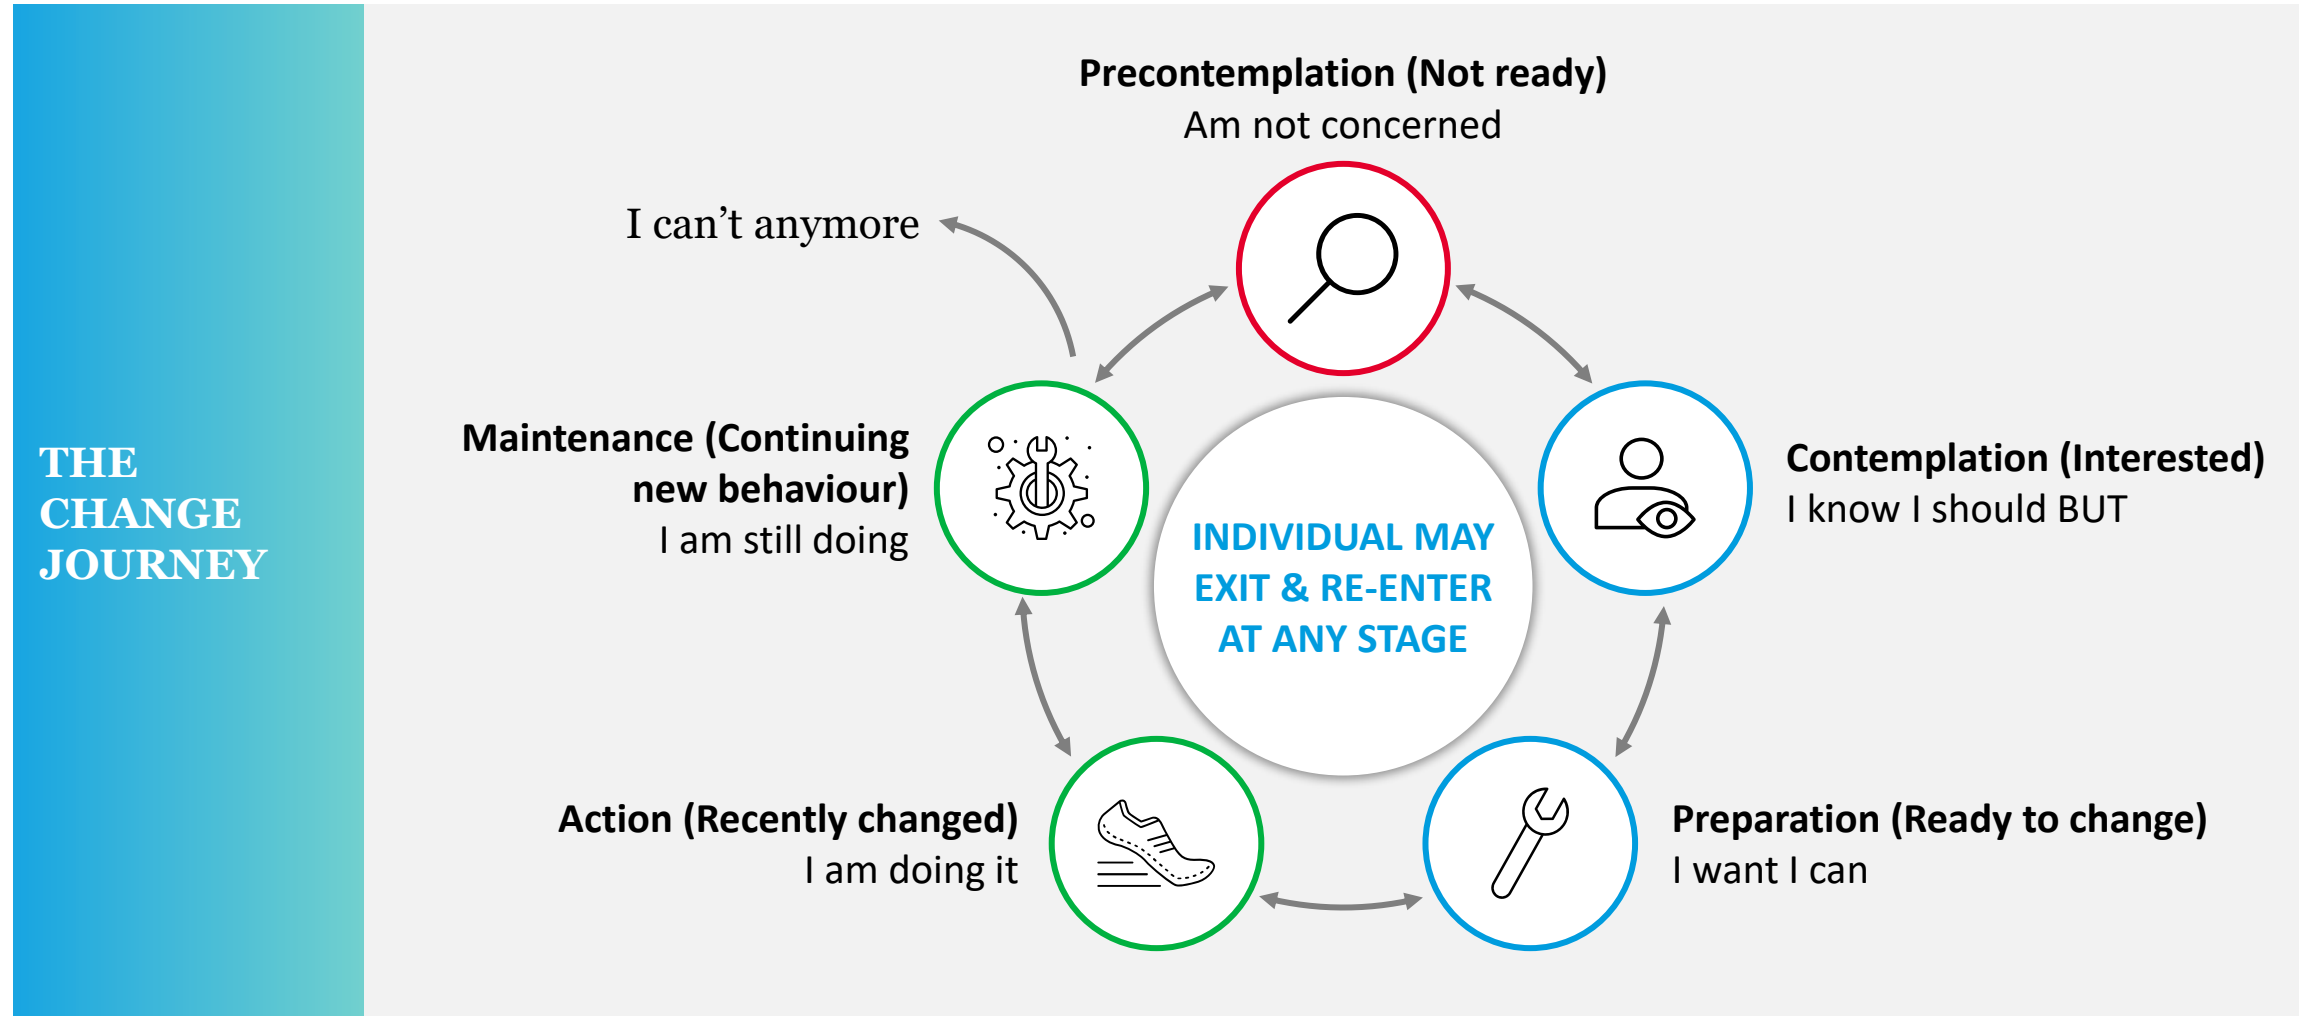 THE
CHANGE
JOURNEY
Precontemplation (Not ready)
Am not concerned
I can’t anymore
Maintenance (Continuing
new behaviour)
I am still doing
Contemplation (Interested)
I know I should BUT
INDIVIDUAL MAY
EXIT & RE-ENTER
AT ANY STAGE
Action (Recently changed)
I am doing it
Preparation (Ready to change)
I want I can